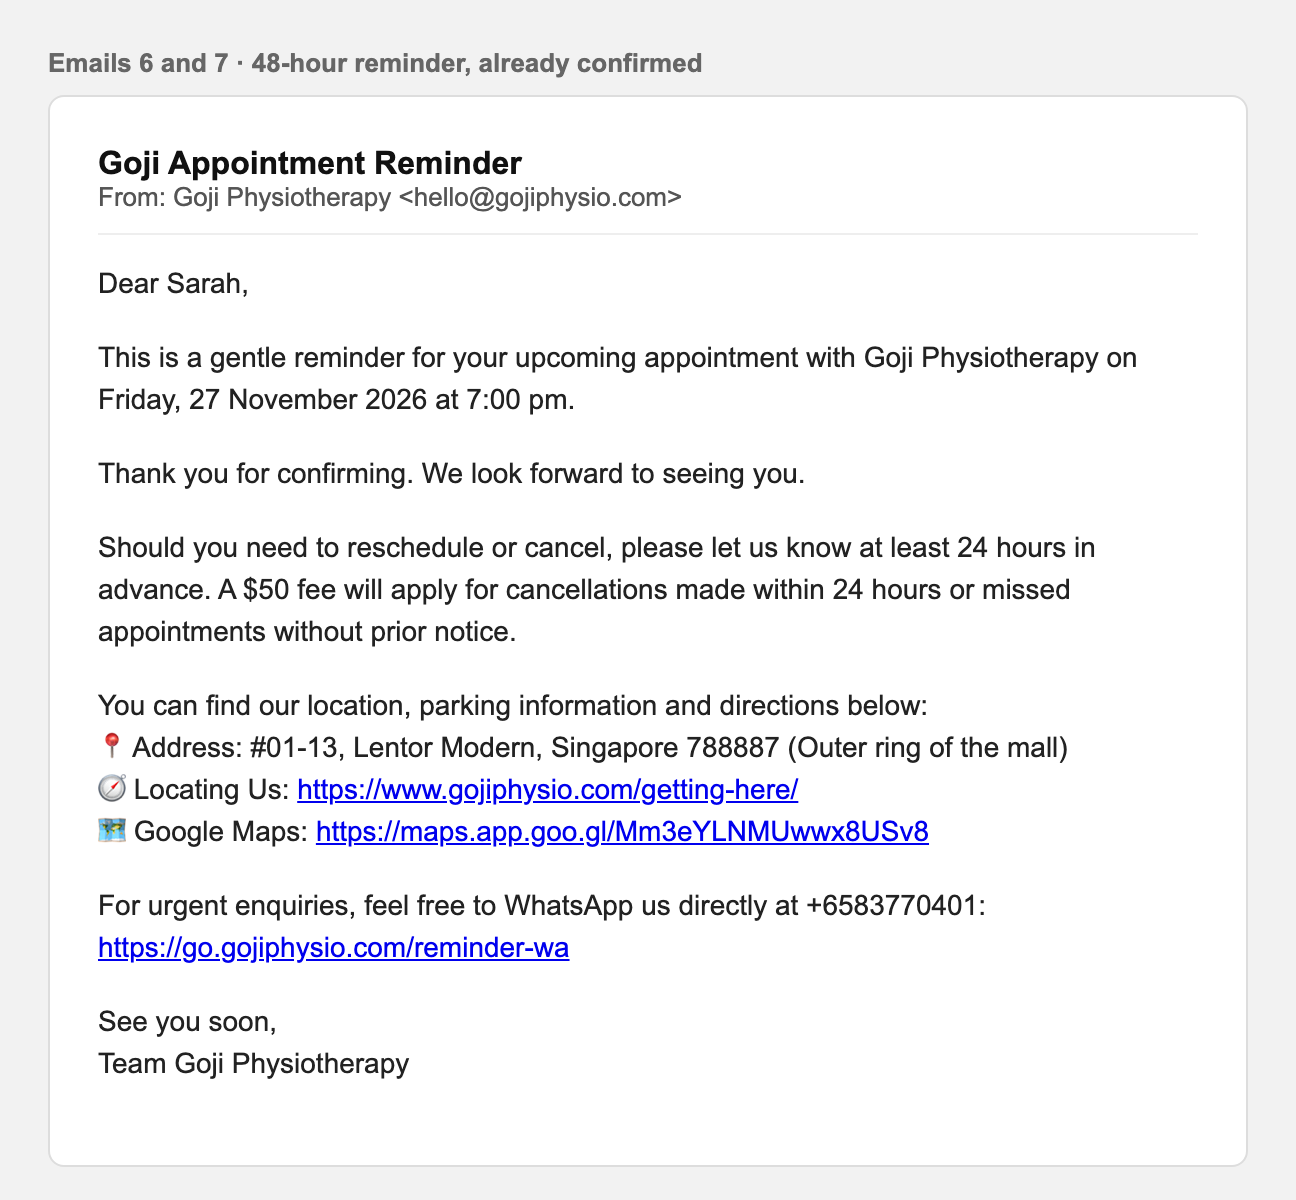 Emails 6 and 7 · 48-hour reminder, already confirmed
Goji Appointment Reminder
From: Goji Physiotherapy <hello@gojiphysio.com>
Dear Sarah,
This is a gentle reminder for your upcoming appointment with Goji Physiotherapy on
Friday, 27 November 2026 at 7:00 pm.
Thank you for confirming. We look forward to seeing you.
Should you need to reschedule or cancel, please let us know at least 24 hours in
advance. A $50 fee will apply for cancellations made within 24 hours or missed
appointments without prior notice.
You can find our location, parking information and directions below:
📍 Address: #01-13, Lentor Modern, Singapore 788887 (Outer ring of the mall)
🧭 Locating Us: https://www.gojiphysio.com/getting-here/
🗺️ Google Maps: https://maps.app.goo.gl/Mm3eYLNMUwwx8USv8
For urgent enquiries, feel free to WhatsApp us directly at +6583770401:
https://go.gojiphysio.com/reminder-wa
See you soon,
Team Goji Physiotherapy